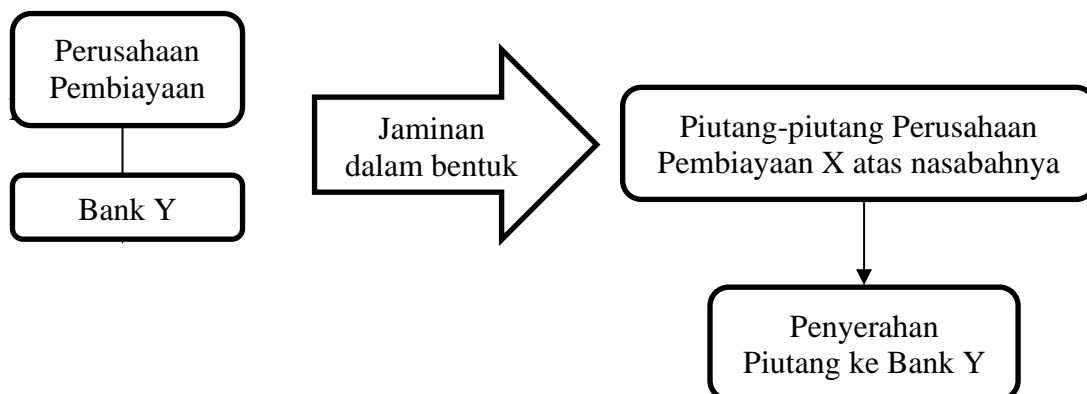 Perusahaan
Pembiayaan
Bank Y
Jaminan
dalam bentuk
Piutang-piutang Perusahaan
Pembiayaan X atas nasabahnya
Penyerahan
Piutang ke Bank Y